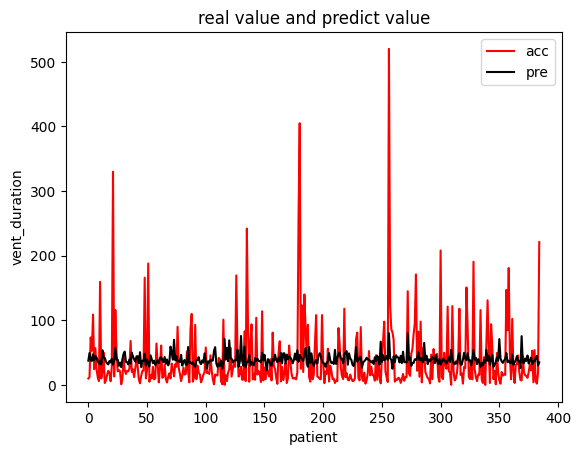 real value and predict value
acc
pre
vent_duration
500
400
300
200
100
0
0 50 100 150 200 250 300 350 400
patient